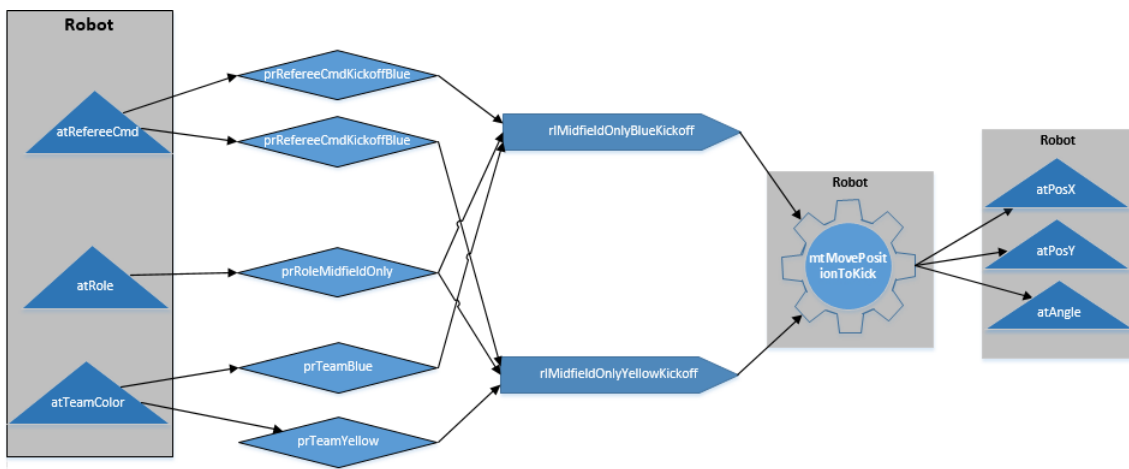 Robot
atRefereeCmd
atRole
atTeamColor
prRefereeCmdKickoffBlue
prRefereeCmdKickoffBlue
prRoleMidfieldOnly
prTeamBlue
prTeamYellow
rlMidfieldOnlyBlueKickoff
rlMidfieldOnlyYellowKickoff
Robot
mtMovePosit
ionToKick
Robot
atPosX
atPosY
atAngle